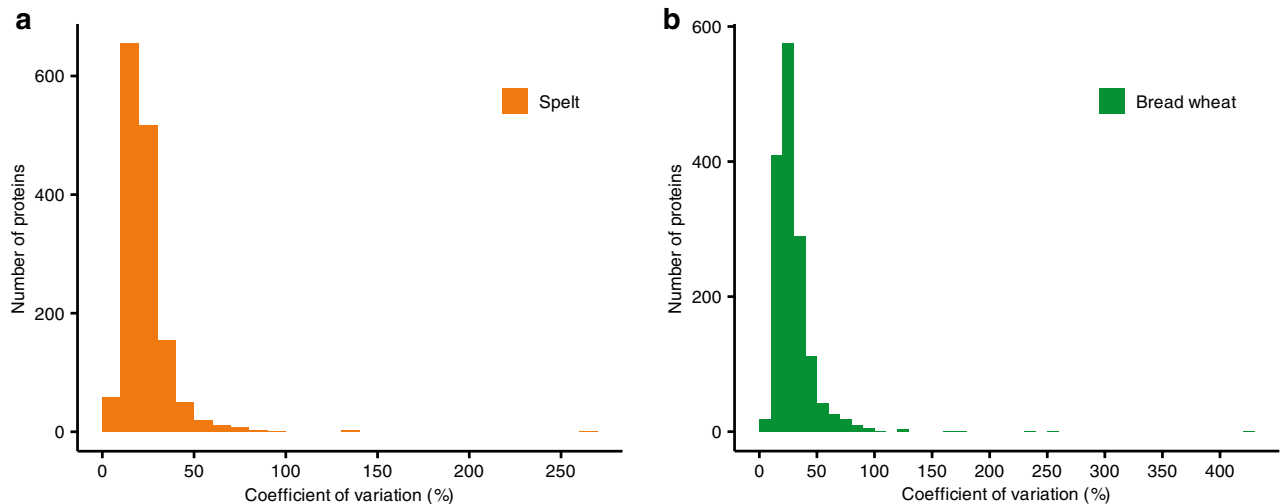 a
Number of proteins
600
400
200
0
0 50 100 150 200 250
Coefficient of variation (%)
Spelt
b
Number of proteins
600
400
200
0
0 50 100 150 200 250 300 350 400
Coefficient of variation (%)
Bread wheat